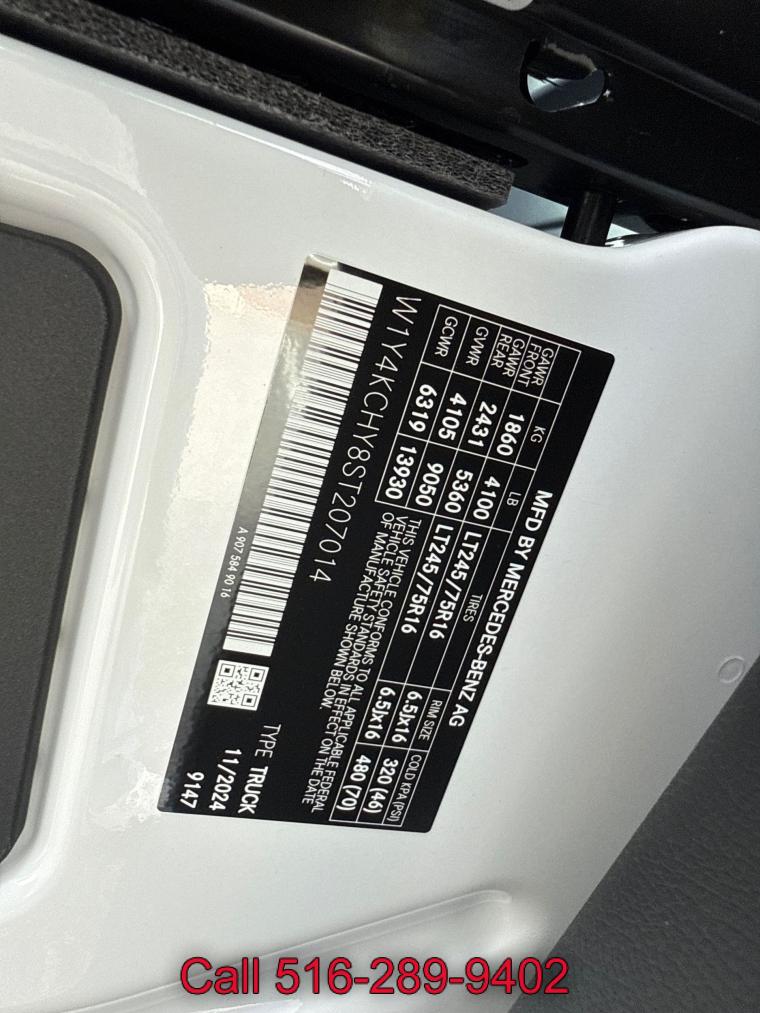 MFD BY MERCEDES-BENZ AG
KG LB TIRES RIM SIZE COLD KPA (PSI)
GAWR FRONT 1860 4100 LT245/75R16 6.5Jx16 320 (46)
GAWR REAR 2431 5360 LT245/75R16 6.5Jx16 480 (70)
GVWR 4105 9050
GCWR 6319 13930
THIS VEHICLE CONFORMS TO ALL APPLICABLE FEDERAL
VEHICLE SAFETY STANDARDS IN EFFECT ON THE DATE
OF MANUFACTURE SHOWN BELOW.
W1Y4KCHY8ST207014
TYPE TRUCK
11/2024
9147
A 907 584 90 16
Call 516-289-9402